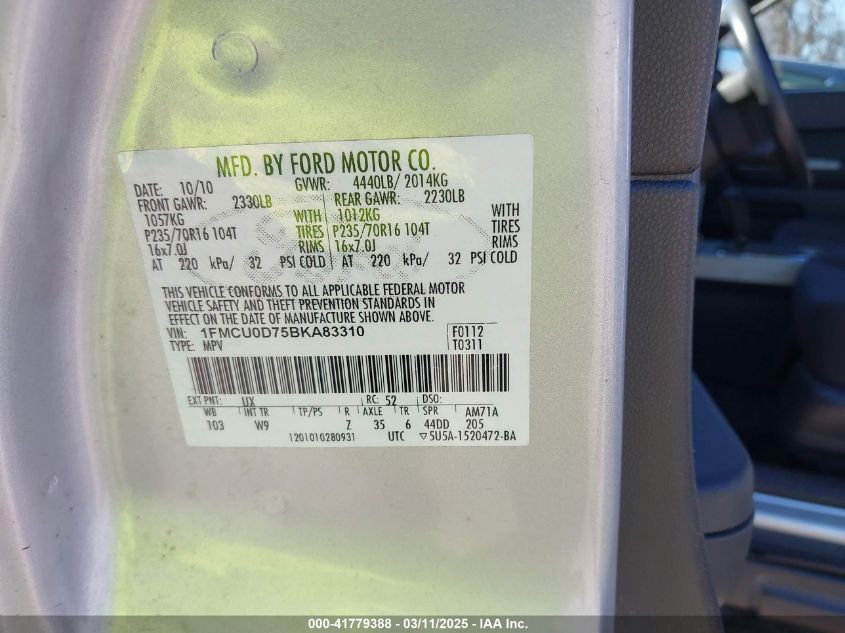 MFD. BY FORD MOTOR CO.
DATE: 10/10 GVWR: 4440LB/ 2014KG
FRONT GAWR: 2330LB REAR GAWR: 2230LB
1057KG WITH 1012KG WITH
P235/70R16 104T TIRES P235/70R16 104T TIRES
16x7.0J RIMS 16x7.0J RIMS
AT 220 kPa/ 32 PSI COLD AT 220 kPa/ 32 PSI COLD
THIS VEHICLE CONFORMS TO ALL APPLICABLE FEDERAL MOTOR
VEHICLE SAFETY AND THEFT PREVENTION STANDARDS IN
EFFECT ON THE DATE OF MANUFACTURE SHOWN ABOVE.
VIN: 1FMCU0D75BKA83310 F0112
TYPE: MPV T0311
EXT PNT: UX RC: 52 DSO:
WB INT TR TP/PS R AXLE TR SPR AM71A
103 W9 Z 35 6 44DD 205
1201010280931 UTC ▽5U5A-1520472-BA
000-41779388 - 03/11/2025 - IAA Inc.